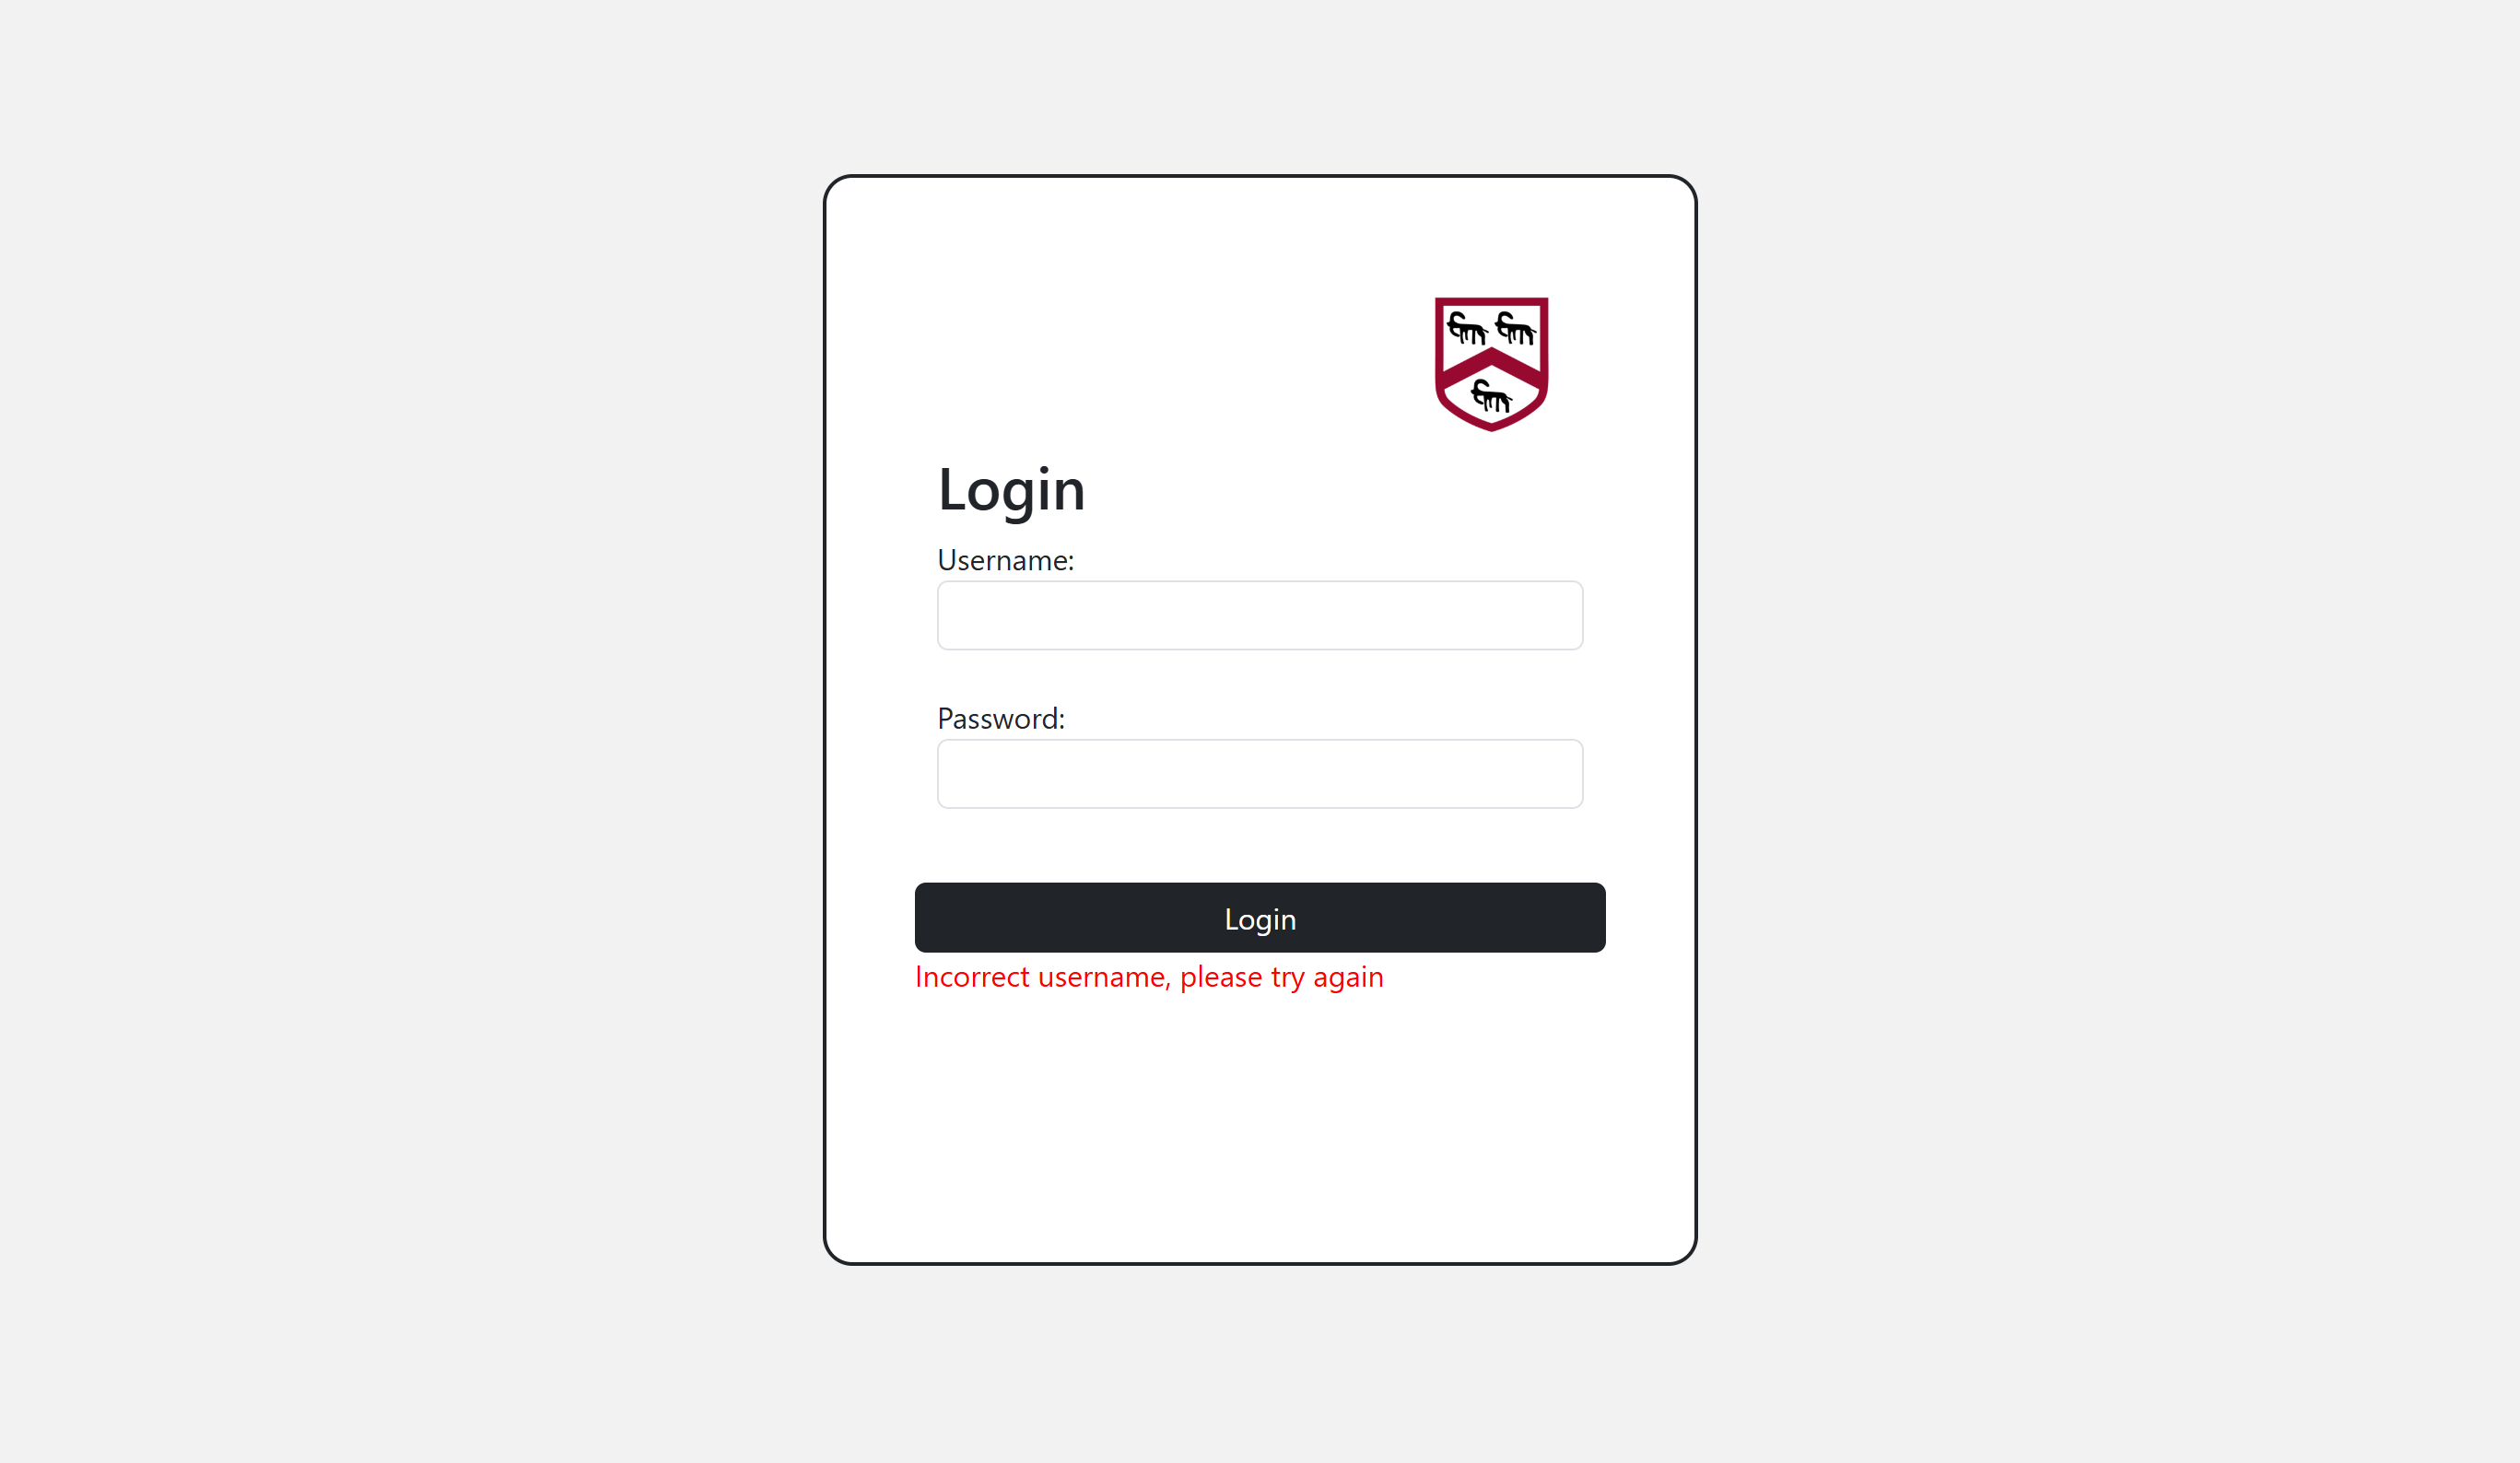 Login
Username:
Password:
Login
Incorrect username, please try again